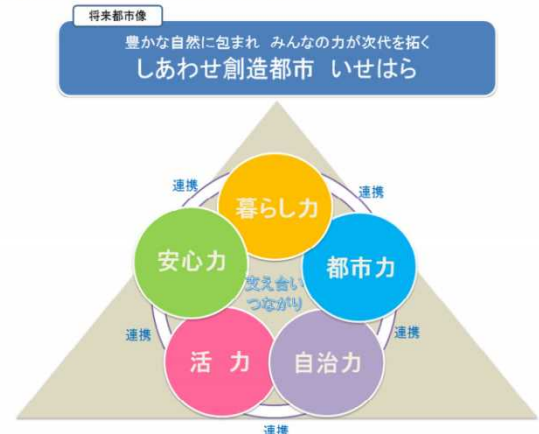 将来都市像
豊かな自然に包まれ みんなの力が次代を拓く
しあわせ創造都市 いせはら
連携
連携
暮らし力
安心力
都市力
支え合い
つながり
連携
連携
活 力
自治力
連携